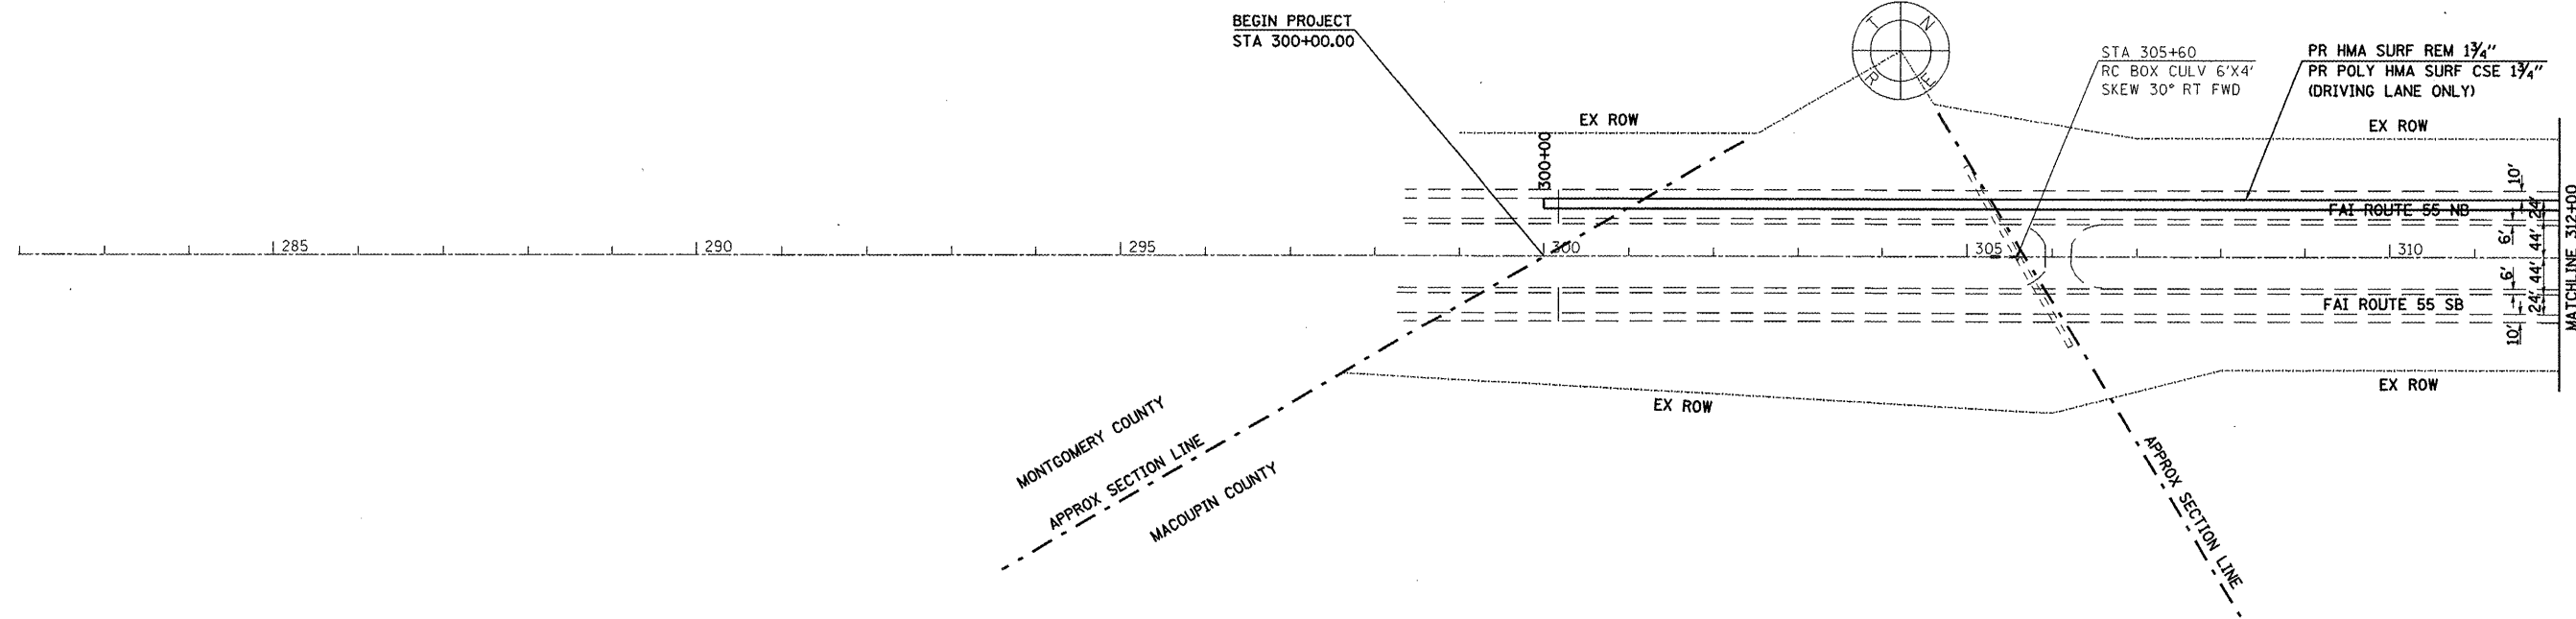 BEGIN PROJECT
STA 300+00.00
T N
R E
STA 305+60
RC BOX CULV 6'X4'
SKEW 30° RT FWD
PR HMA SURF REM 1¾"
PR POLY HMA SURF CSE 1¾"
(DRIVING LANE ONLY)
EX ROW
EX ROW
300+00
10'
FAI ROUTE 55 NB
24'
6'
44'
285
290
295
300
305
310
44'
6'
FAI ROUTE 55 SB
24'
10'
MATCHLINE 312+00
EX ROW
EX ROW
MONTGOMERY COUNTY
APPROX SECTION LINE
MACOUPIN COUNTY
APPROX SECTION LINE